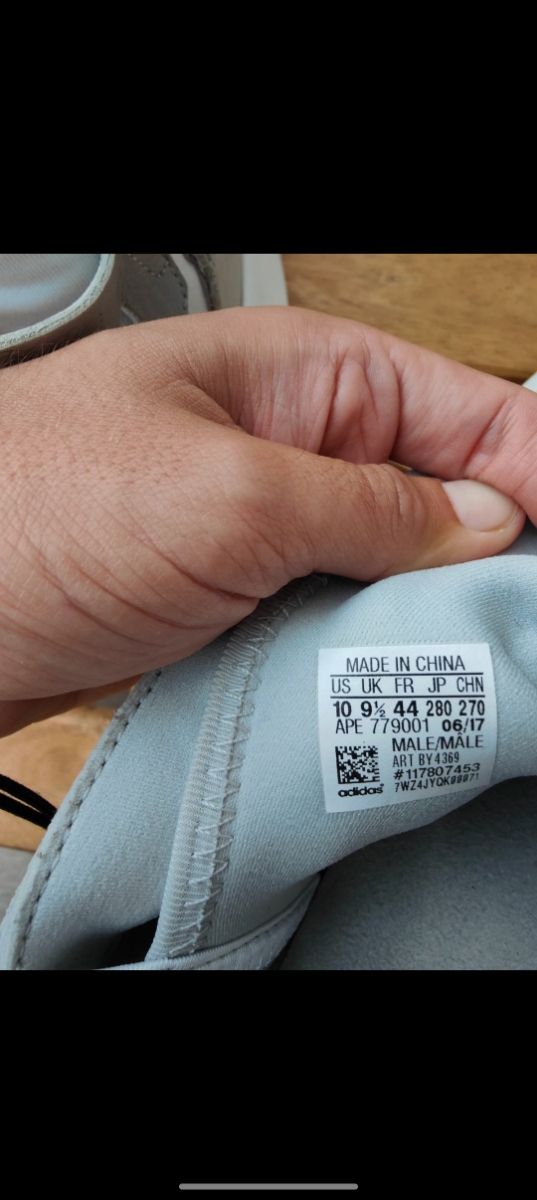 MADE IN CHINA
US UK FR JP CHN
10 9½ 44 280 270
APE 779001 06/17
MALE/MÂLE
ART BY4369
#117807453
7WZ4JYQK99971
adidas